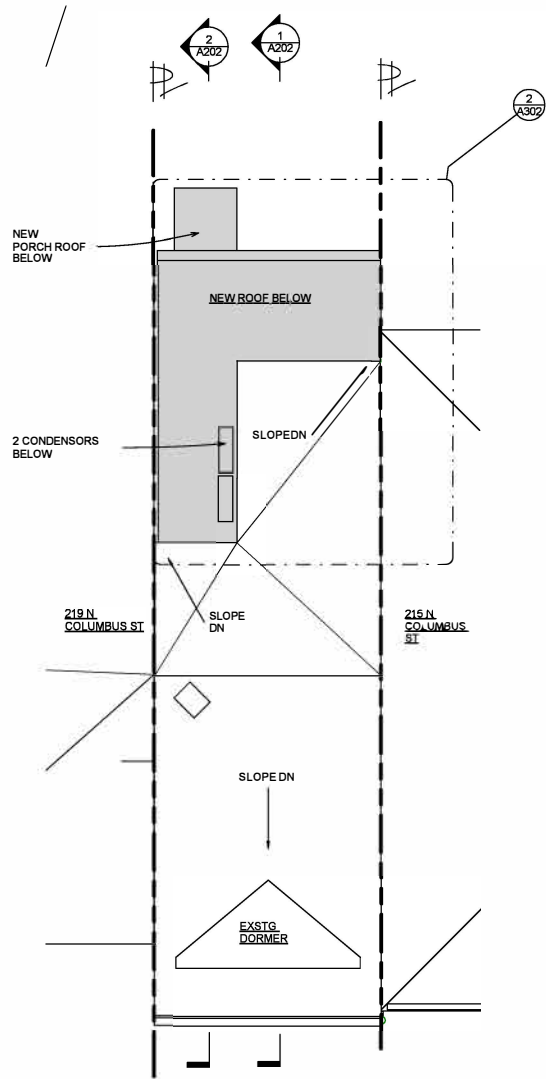 2
A202
1
A202
2
A302
NEW
PORCH ROOF
BELOW
NEW ROOF BELOW
2 CONDENSORS
BELOW
SLOPEDN
219 N
COLUMBUS ST
SLOPE
DN
215 N
COLUMBUS
ST
SLOPE DN
EXSTG
DORMER